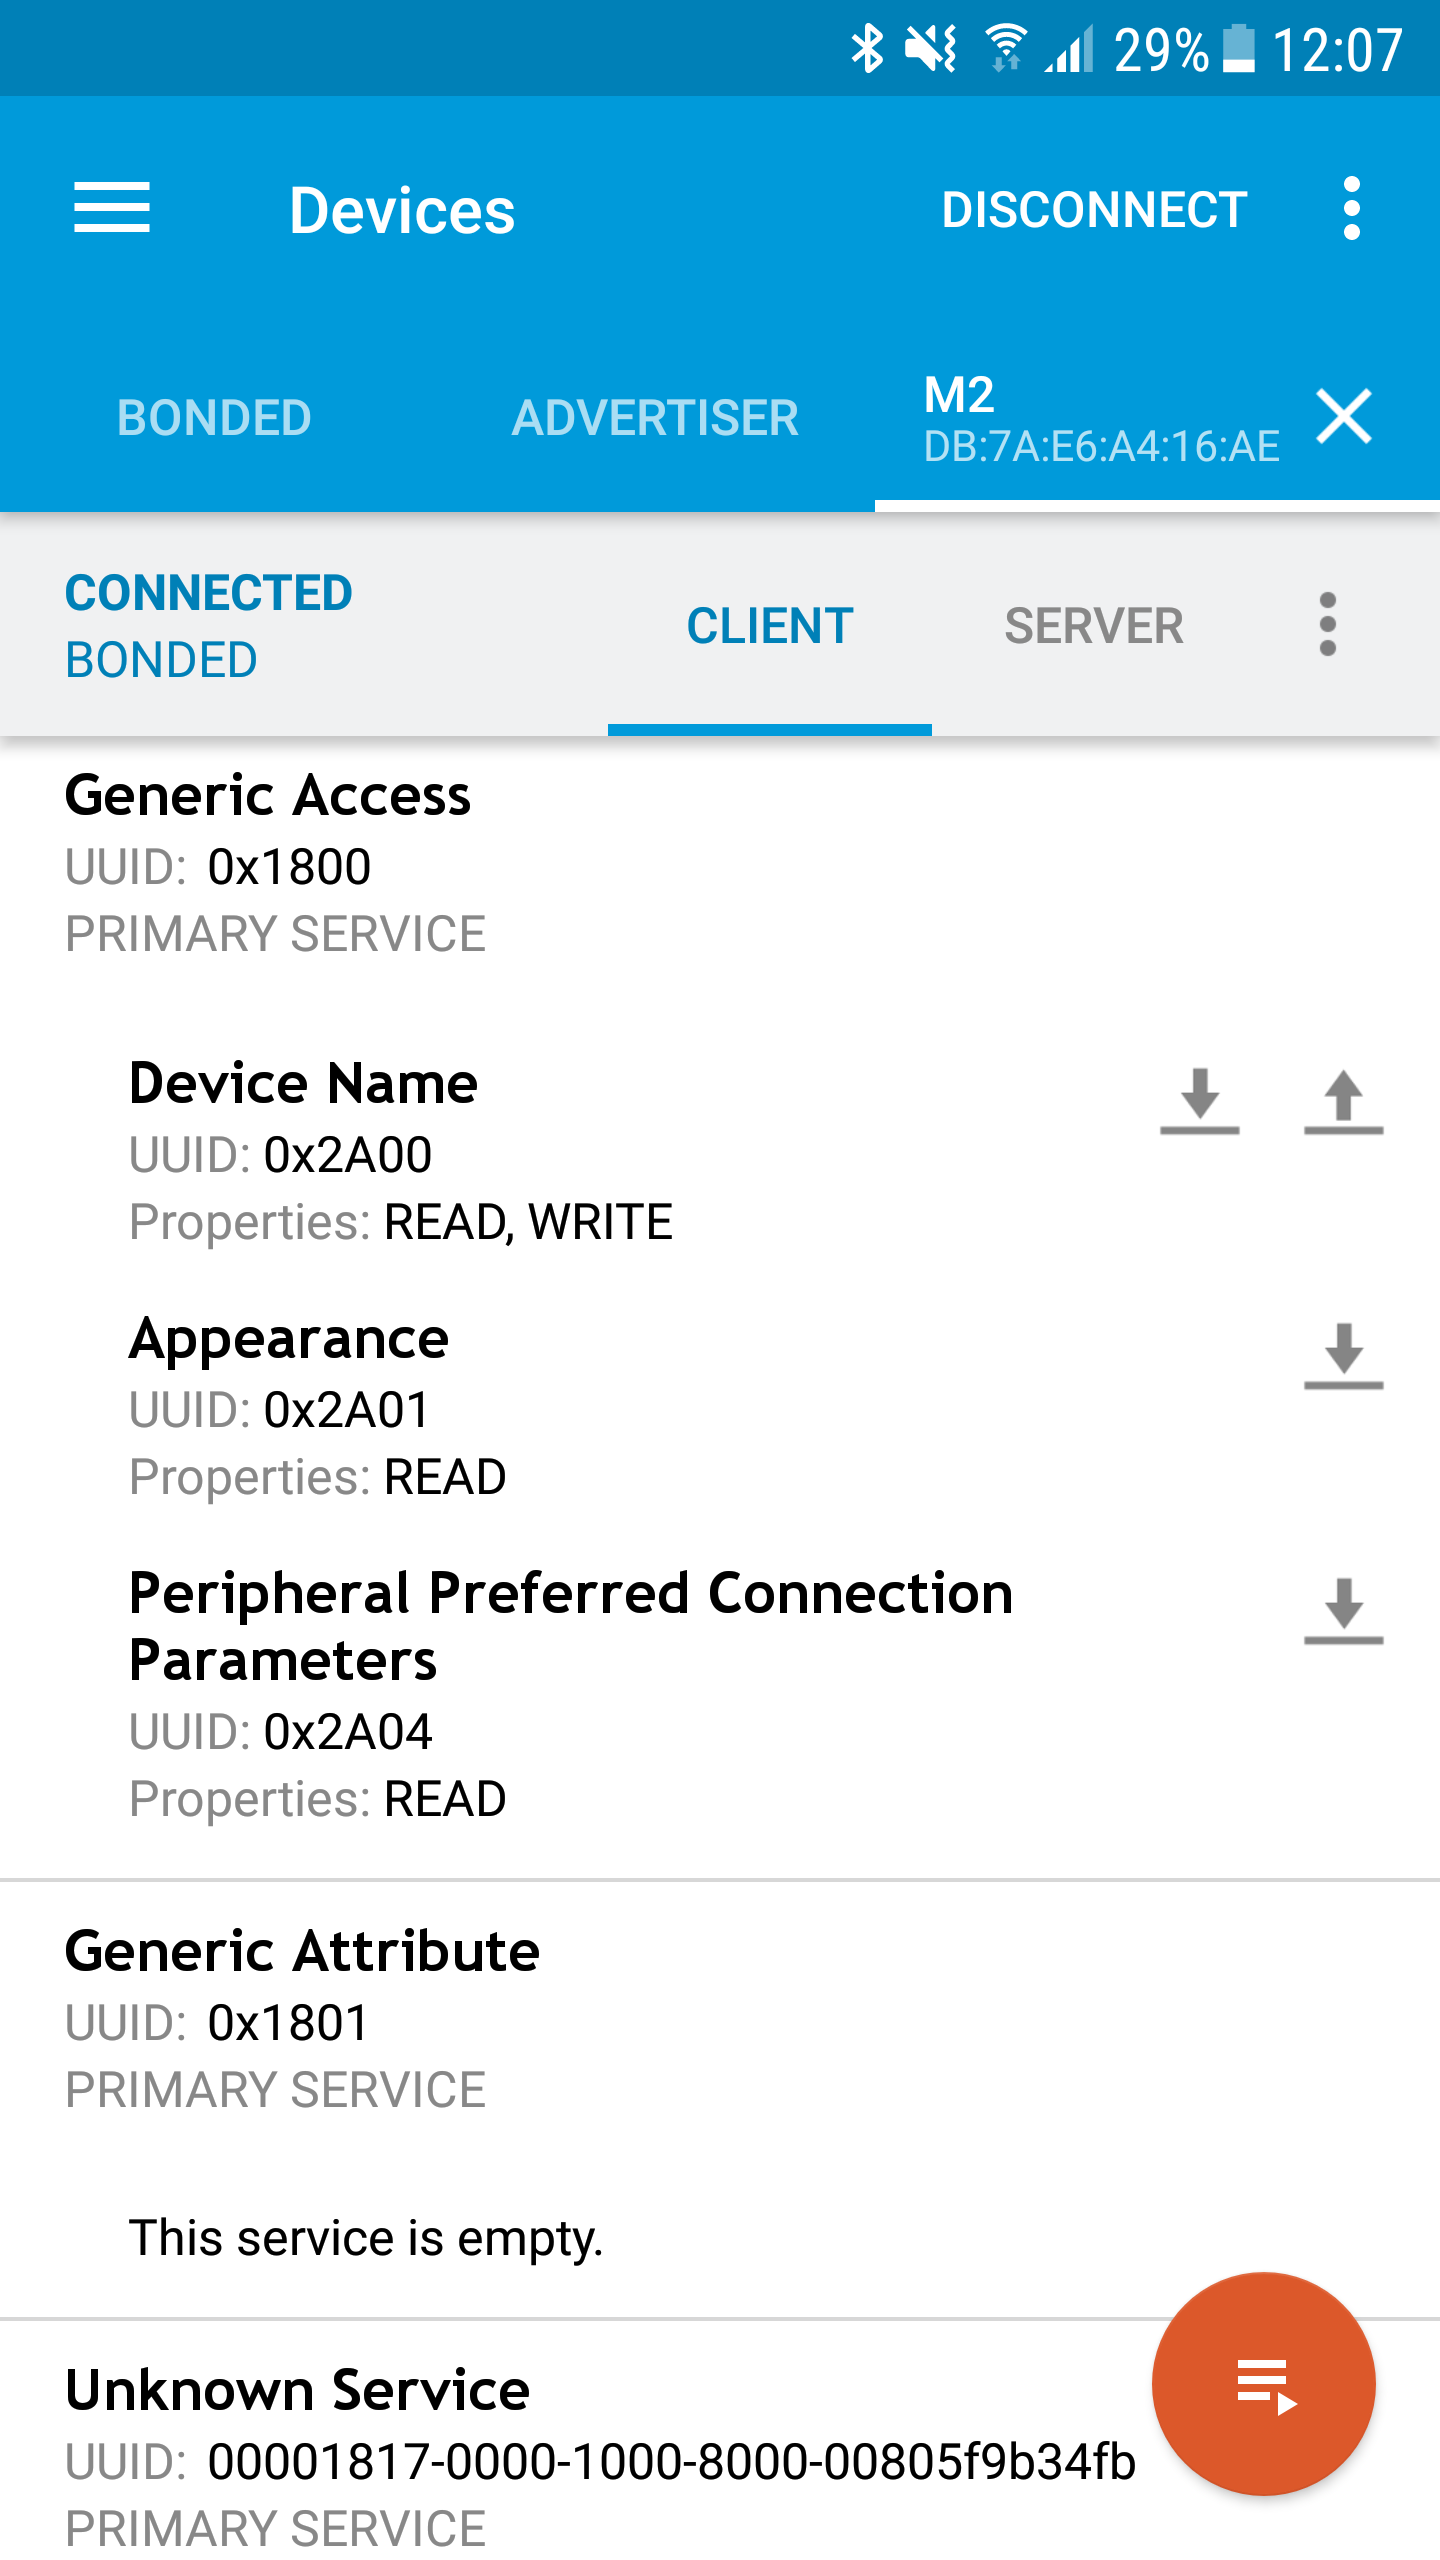 29% 12:07
Devices DISCONNECT
BONDED ADVERTISER M2
DB:7A:E6:A4:16:AE
CONNECTED
BONDED
CLIENT SERVER
Generic Access
UUID: 0x1800
PRIMARY SERVICE
Device Name
UUID: 0x2A00
Properties: READ, WRITE
Appearance
UUID: 0x2A01
Properties: READ
Peripheral Preferred Connection
Parameters
UUID: 0x2A04
Properties: READ
Generic Attribute
UUID: 0x1801
PRIMARY SERVICE
This service is empty.
Unknown Service
UUID: 00001817-0000-1000-8000-00805f9b34fb
PRIMARY SERVICE